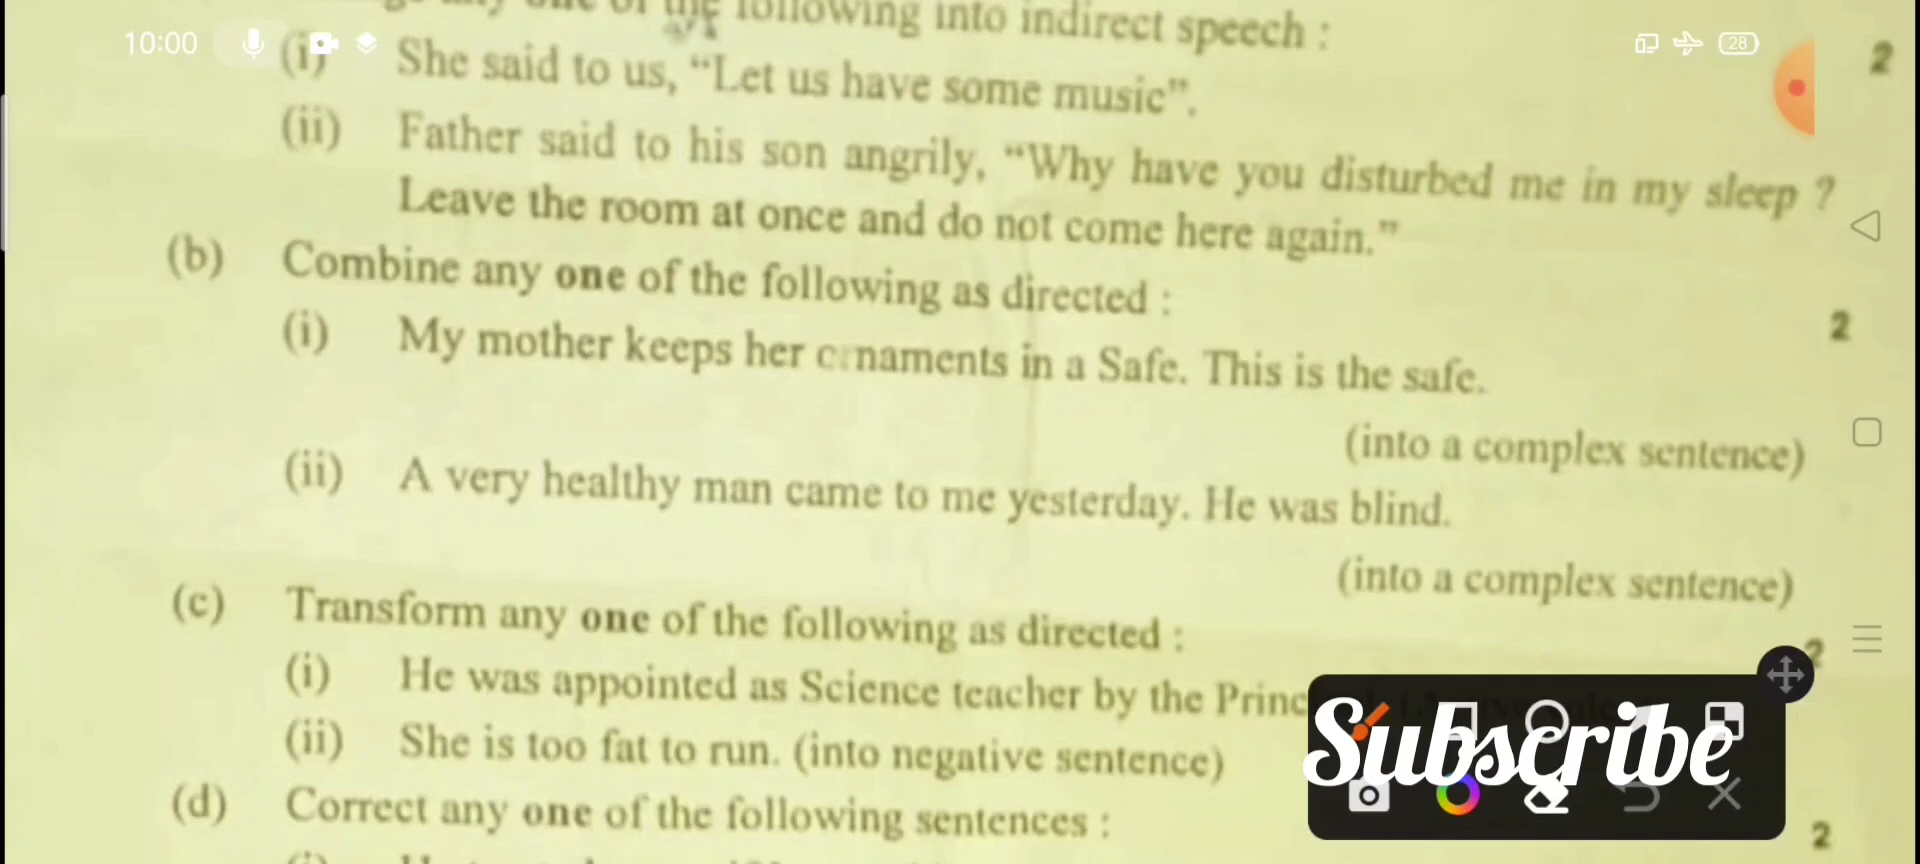 10:00
28
one of the following into indirect speech :
2
(i) She said to us, “Let us have some music”.
(ii) Father said to his son angrily, “Why have you disturbed me in my sleep ?
Leave the room at once and do not come here again.”
(b) Combine any one of the following as directed :
2
(i) My mother keeps her ornaments in a Safe. This is the safe.
(into a complex sentence)
(ii) A very healthy man came to me yesterday. He was blind.
(into a complex sentence)
(c) Transform any one of the following as directed :
2
(i) He was appointed as Science teacher by the Princ
(ii) She is too fat to run. (into negative sentence)
Subscribe
(d) Correct any one of the following sentences :
2